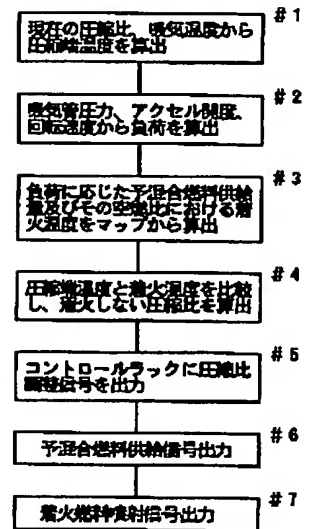 #1
現在の圧縮比、吸気温度から
圧縮端温度を算出
#2
吸気管圧力、アクセル開度、
回転速度から負荷を算出
#3
負荷に応じた予混合燃料供給
量及びその空燃比における着
火温度をマップから算出
#4
圧縮端温度と着火温度を比較
し、着火しない圧縮比を算出
#5
コントロールラックに圧縮比
調整信号を出力
#6
予混合燃料供給信号出力
#7
着火燃料噴射信号出力